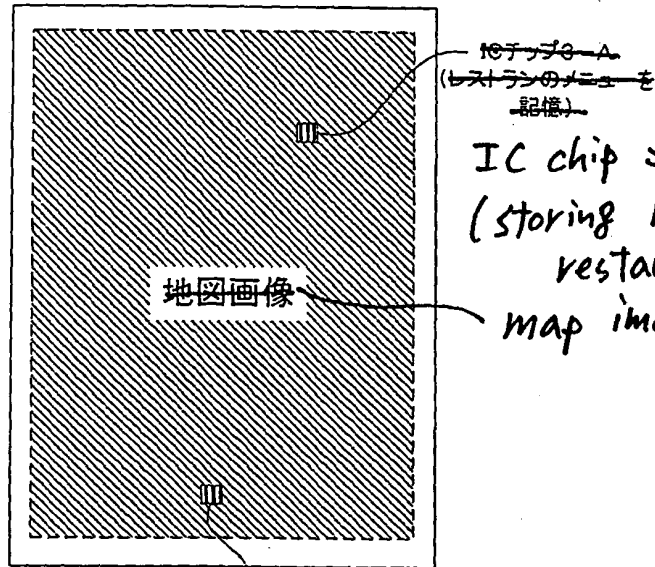 ICチップ3-A
(レストランのメニューを
記憶)
IC chip
(storing
resta
地図画像
map im